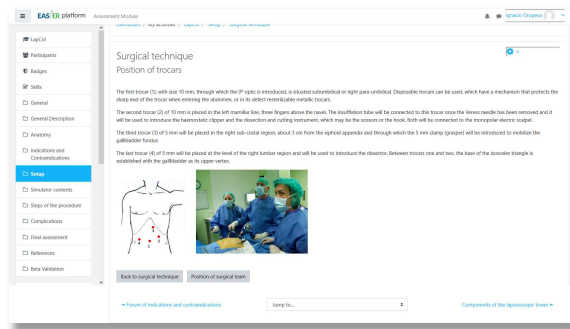 EASIER platform Assessment Module
Ignacio Oropesa
Dashboard / My activities / LapCol / Setup / Surgical technique
LapCol
Participants
Badges
Skills
General
General Description
Anatomy
Indications and
Contraindications
Setup
Simulator contents
Steps of the procedure
Complications
Final assessment
References
Beta Validation
Surgical technique
Position of trocars
The first trocar (1), with size 10 mm, through which the 0º optic is introduced, is situated subumbilical or right para-umbilical. Disposable trocars can be used, which have a mechanism that protects the
sharp end of the trocar when entering the abdomen, or in its defect resterilizable metallic trocars.
The second trocar (2) of 10 mm is placed in the left mamillar line, three fingers above the navel. The insufflation tube will be connected to this trocar once the Veress needle has been removed and it
will be used to introduce the haemostatic clipper and the dissection and cutting instrument, which may be the scissors or the hook. Both will be connected to the monopolar electric scalpel.
The third trocar (3) of 5 mm will be placed in the right sub-costal region, about 3 cm from the xiphoid appendix and through which the 5 mm clamp (grasper) will be introduced to mobilize the
gallbladder fundus.
The last trocar (4) of 5 mm will be placed at the level of the right lumbar region and will be used to introduce the dissector. Between trocars one and two, the base of the isosceles triangle is
established with the gallbladder as its upper vertex.
Back to surgical technique
Position of surgical team
Forum of indications and contraindications
Jump to...
Components of the laparoscopic tower